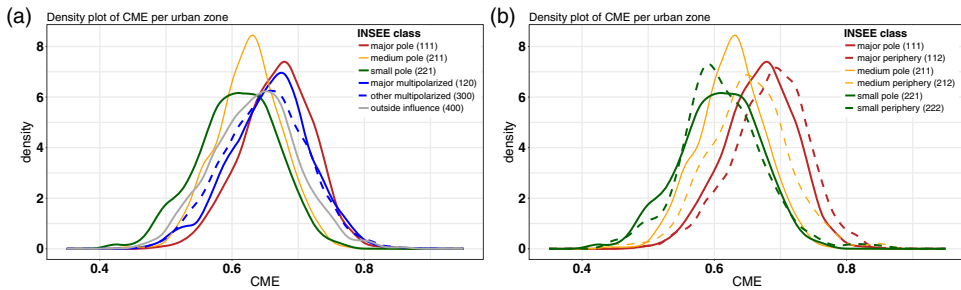 (a)
Density plot of CME per urban zone
INSEE class
major pole (111)
medium pole (211)
small pole (221)
major multipolarized (120)
other multipolarized (300)
outside influence (400)
density
8
6
4
2
0
0.4
0.6
0.8
CME
(b)
Density plot of CME per urban zone
INSEE class
major pole (111)
major periphery (112)
medium pole (211)
medium periphery (212)
small pole (221)
small periphery (222)
density
8
6
4
2
0
0.4
0.6
0.8
CME